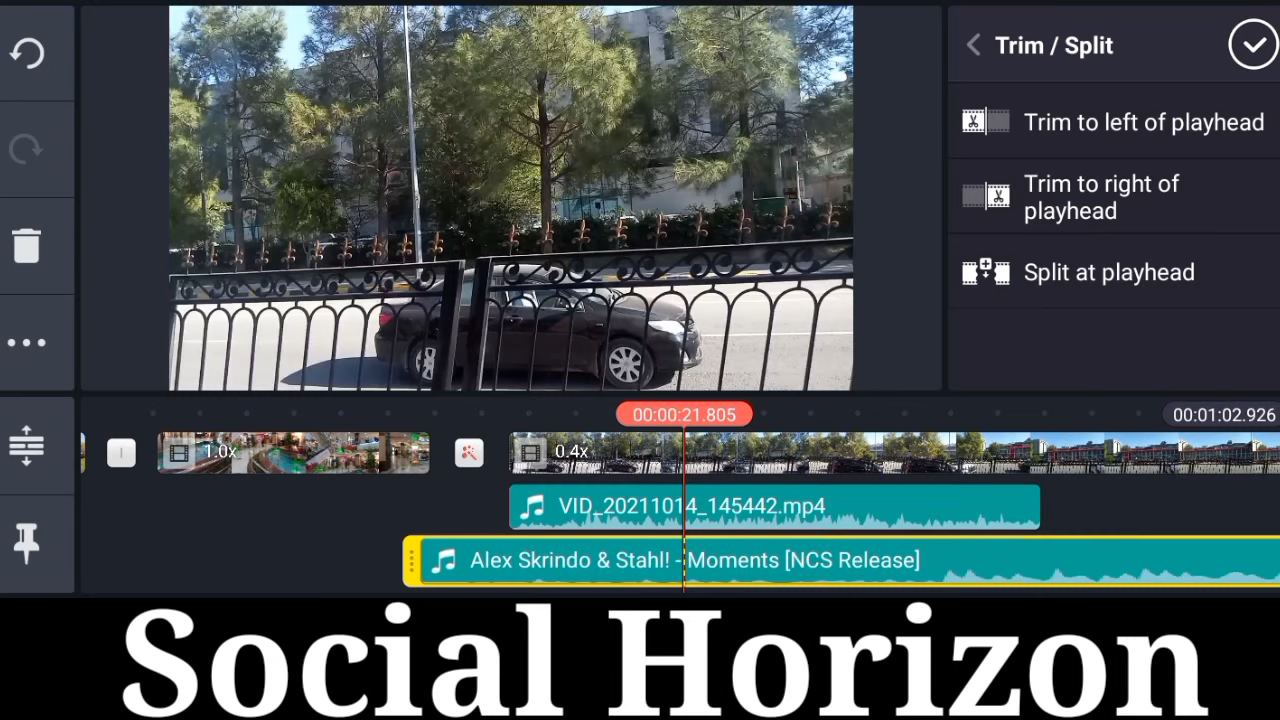 Trim / Split
Trim to left of playhead
Trim to right of
playhead
Split at playhead
00:00:21.805
00:01:02.926
1.0x
0.4x
VID_20211014_145442.mp4
Alex Skrindo & Stahl! - Moments [NCS Release]
Social Horizon